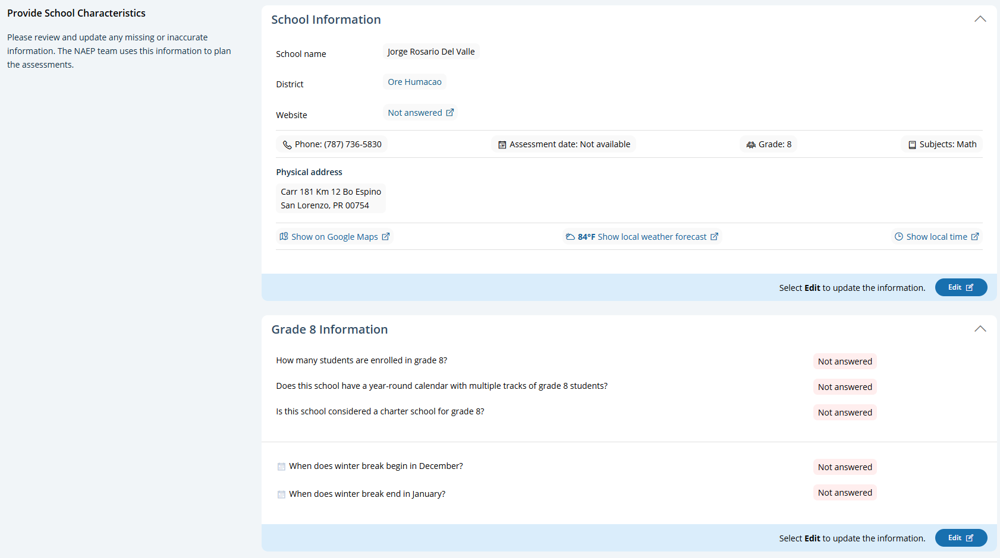 Provide School Characteristics
Please review and update any missing or inaccurate
information. The NAEP team uses this information to plan
the assessments.
School Information
School name
Jorge Rosario Del Valle
District
Ore Humacao
Website
Not answered
Phone: (787) 736-5830
Assessment date: Not available
Grade: 8
Subjects: Math
Physical address
Carr 181 Km 12 Bo Espino
San Lorenzo, PR 00754
Show on Google Maps
84°F Show local weather forecast
Show local time
Select Edit to update the information.
Edit
Grade 8 Information
How many students are enrolled in grade 8?
Not answered
Does this school have a year-round calendar with multiple tracks of grade 8 students?
Not answered
Is this school considered a charter school for grade 8?
Not answered
When does winter break begin in December?
Not answered
When does winter break end in January?
Not answered
Select Edit to update the information.
Edit